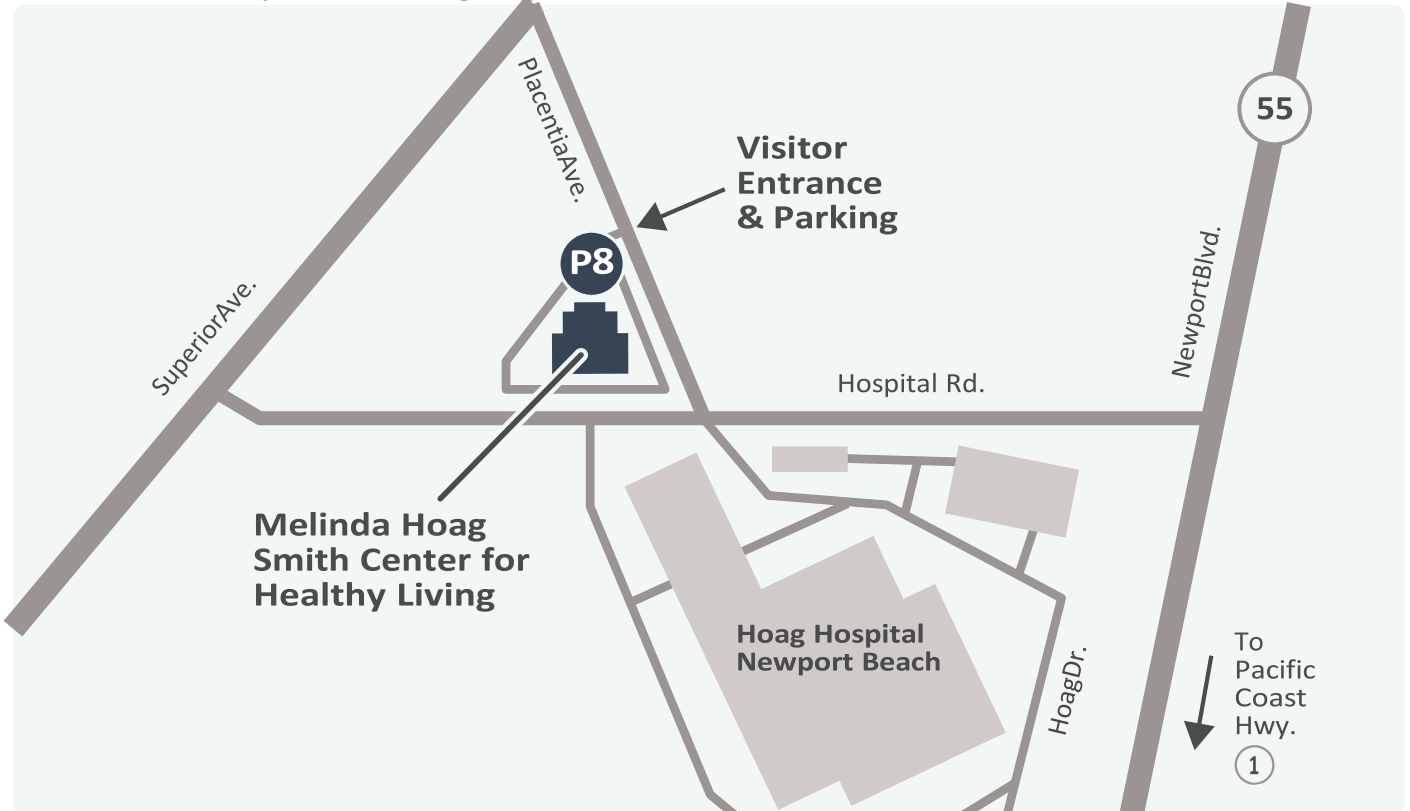 55
PlacentiaAve.
Visitor
Entrance
& Parking
P8
NewportBlvd.
SuperiorAve.
Hospital Rd.
Melinda Hoag
Smith Center for
Healthy Living
Hoag Hospital
Newport Beach
HoagDr.
To
Pacific
Coast
Hwy.
1